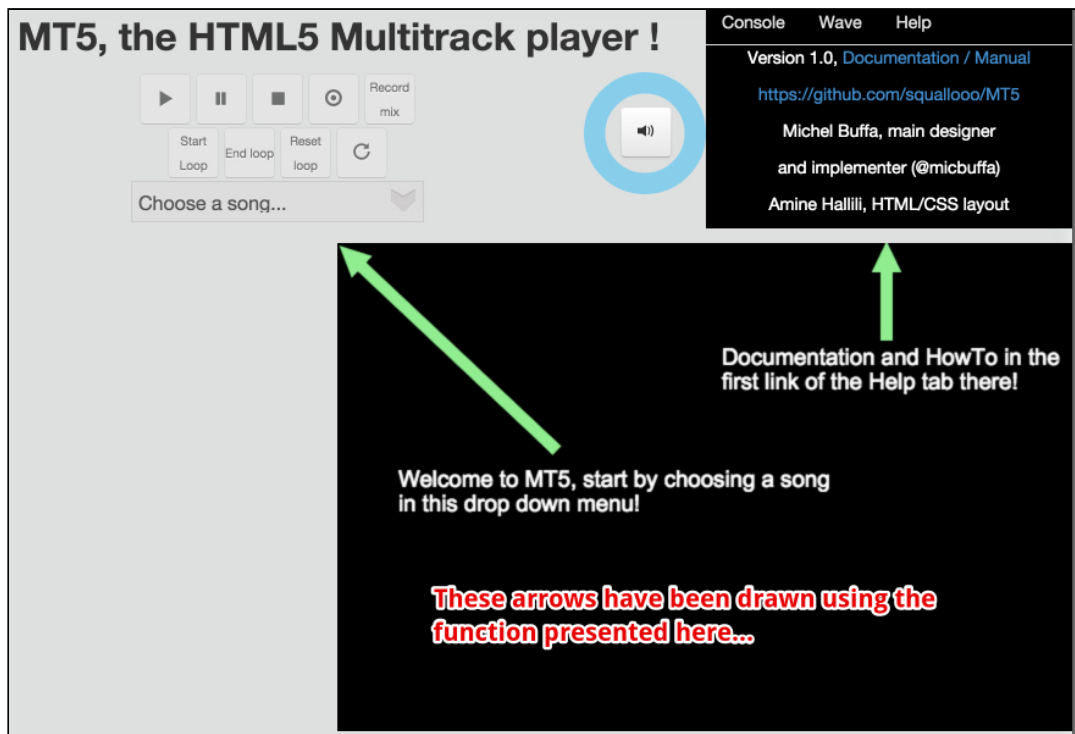 MT5, the HTML5 Multitrack player !
Record
mix
Start
Loop
End loop
Reset
loop
Choose a song...
Console Wave Help
Version 1.0, Documentation / Manual
https://github.com/squallooo/MT5
Michel Buffa, main designer
and implementer (@micbuffa)
Amine Hallili, HTML/CSS layout
Documentation and HowTo in the
first link of the Help tab there!
Welcome to MT5, start by choosing a song
in this drop down menu!
These arrows have been drawn using the
function presented here...